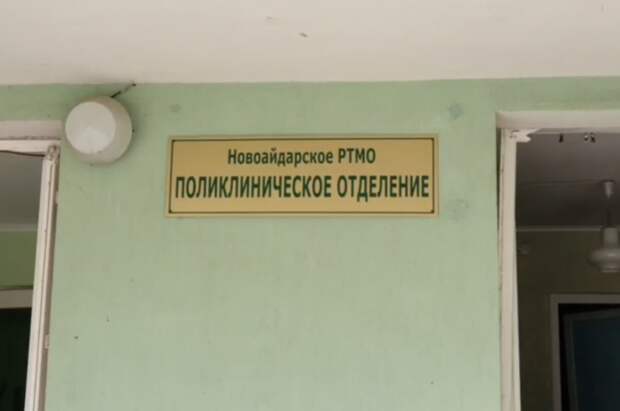 Новоайдарское РТМО
ПОЛИКЛИНИЧЕСКОЕ ОТДЕЛЕНИЕ